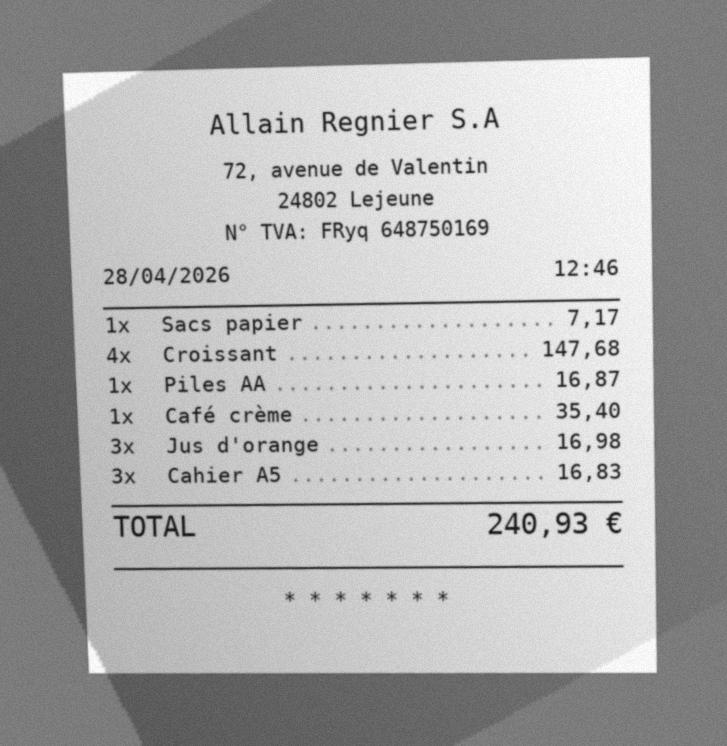 Allain Regnier S.A
72, avenue de Valentin
24802 Lejeune
N° TVA: FRyq 648750169
28/04/2026 12:46
1x Sacs papier ................... 7,17
4x Croissant ................... 147,68
1x Piles AA ..................... 16,87
1x Café crème ................... 35,40
3x Jus d'orange ................. 16,98
3x Cahier A5 .................... 16,83
TOTAL 240,93 €
* * * * * * *